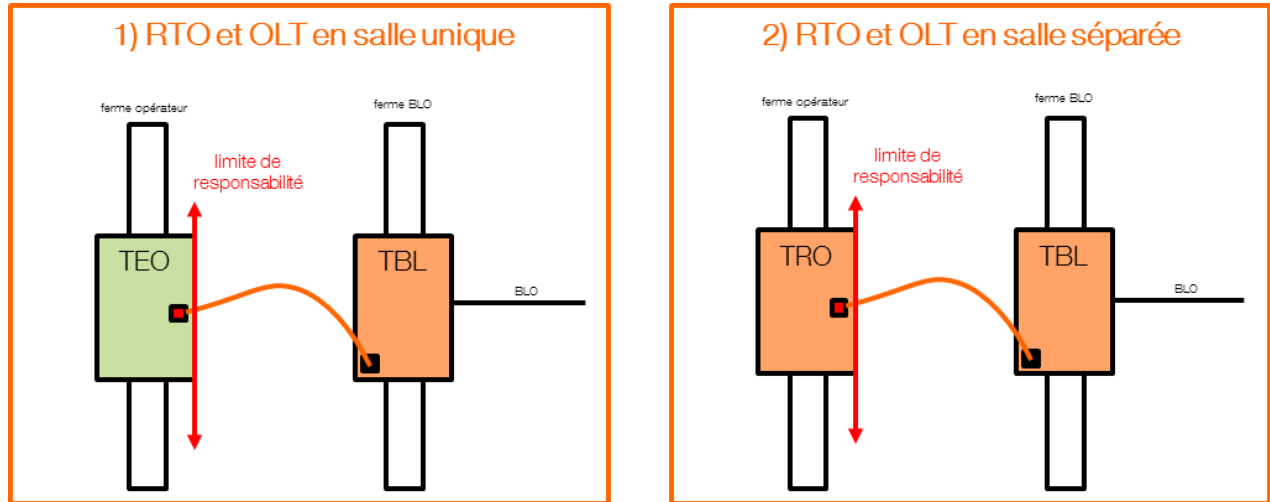 1) RTO et OLT en salle unique
ferme opérateur
ferme BLO
limite de
responsabilité
TEO
TBL
BLO
2) RTO et OLT en salle séparée
ferme opérateur
ferme BLO
limite de
responsabilité
TRO
TBL
BLO